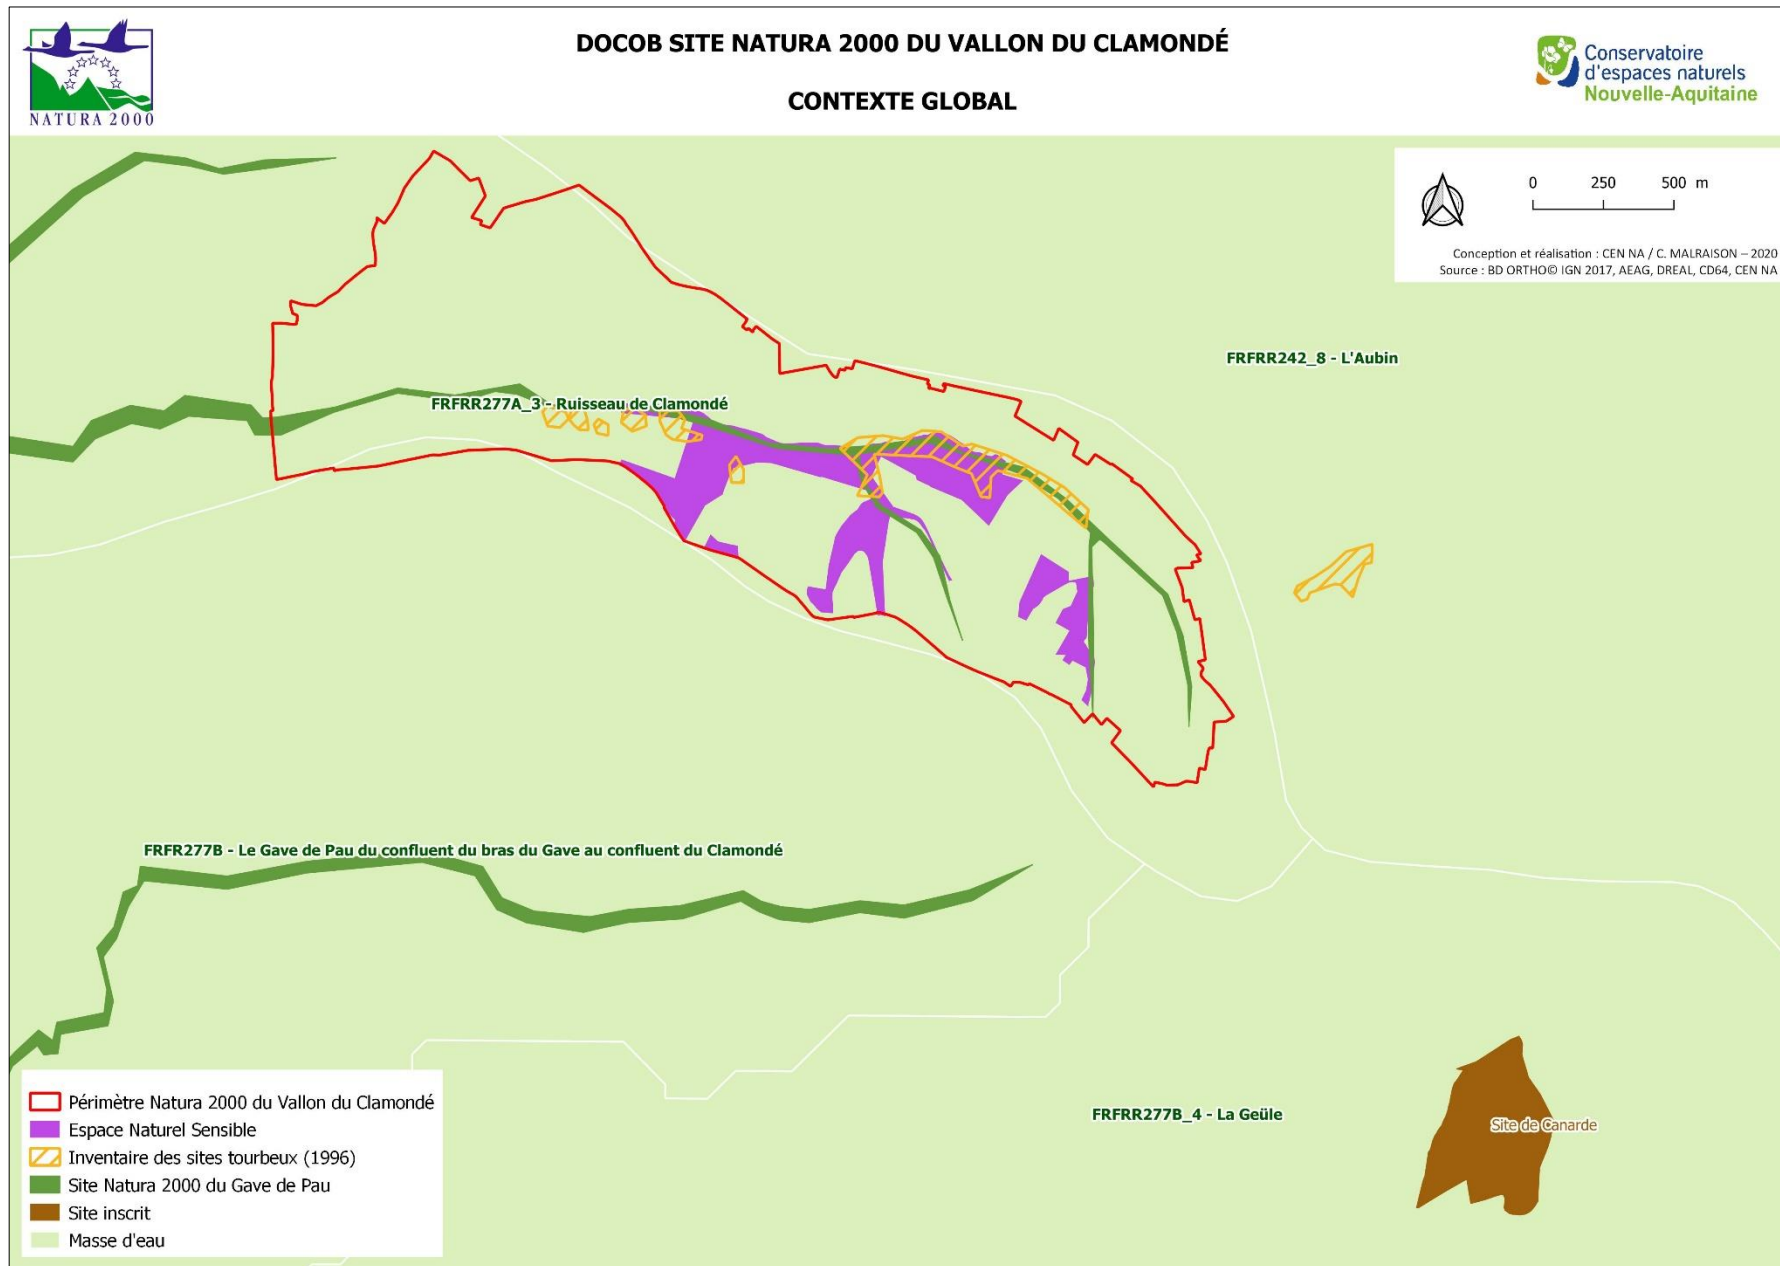 NATURA 2000
DOCOB SITE NATURA 2000 DU VALLON DU CLAMONDÉ
CONTEXTE GLOBAL
Conservatoire
d'espaces naturels
Nouvelle-Aquitaine
0 250 500 m
Conception et réalisation : CEN NA / C. MALRAISON – 2020
Source : BD ORTHO© IGN 2017, AEAG, DREAL, CD64, CEN NA
FRFRR242_8 - L'Aubin
FRFRR277A_3 - Ruisseau de Clamondé
FRFR277B - Le Gave de Pau du confluent du bras du Gave au confluent du Clamondé
FRFRR277B_4 - La Geüle
Site de Canarde
Périmètre Natura 2000 du Vallon du Clamondé
Espace Naturel Sensible
Inventaire des sites tourbeux (1996)
Site Natura 2000 du Gave de Pau
Site inscrit
Masse d'eau